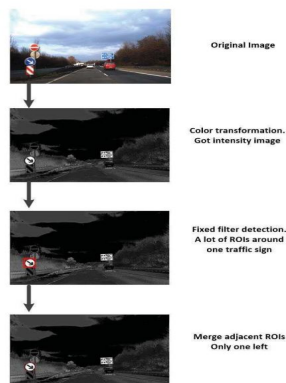 Original Image
Color transformation.
Got intensity image
Fixed filter detection.
A lot of ROIs around
one traffic sign
Merge adjacent ROIs
Only one left